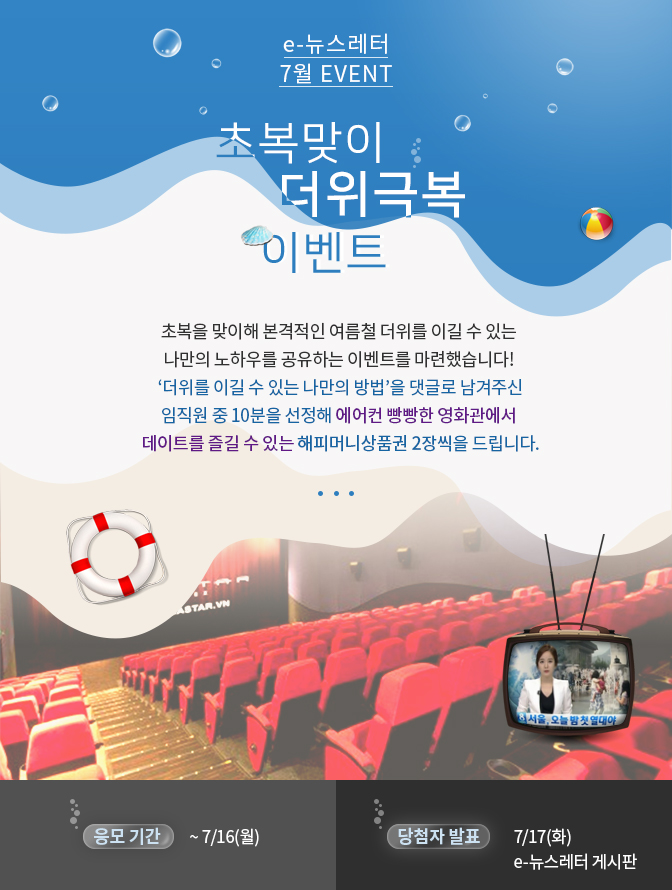 e-뉴스레터
7월 EVENT
초복맞이
더위극복
이벤트
초복을 맞이해 본격적인 여름철 더위를 이길 수 있는
나만의 노하우를 공유하는 이벤트를 마련했습니다!
‘더위를 이길 수 있는 나만의 방법’을 댓글로 남겨주신
임직원 중 10분을 선정해 에어컨 빵빵한 영화관에서
데이트를 즐길 수 있는 해피머니상품권 2장씩을 드립니다.
서울, 오늘 밤 첫 열대야
응모 기간
~ 7/16(월)
당첨자 발표
7/17(화)
e-뉴스레터 게시판